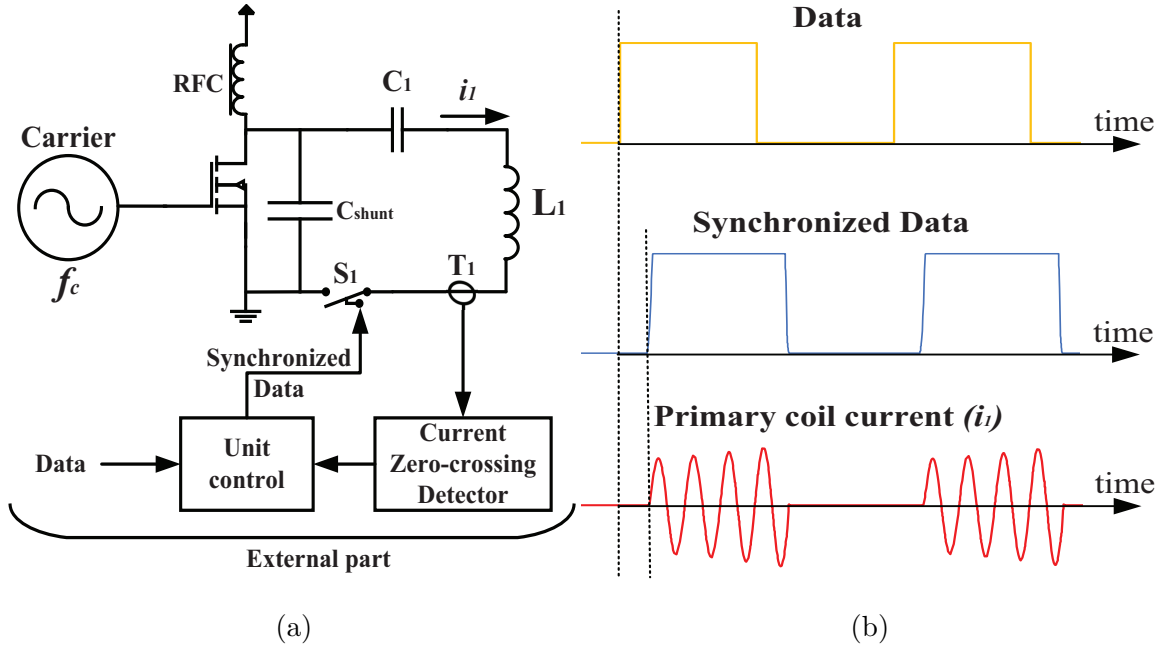 RFC
C1
i1
Carrier
fc
Cshunt
L1
S1
T1
Synchronized
Data
Data
Unit
control
Current
Zero-crossing
Detector
External part
(a)
Data
time
Synchronized Data
time
Primary coil current (i1)
time
(b)